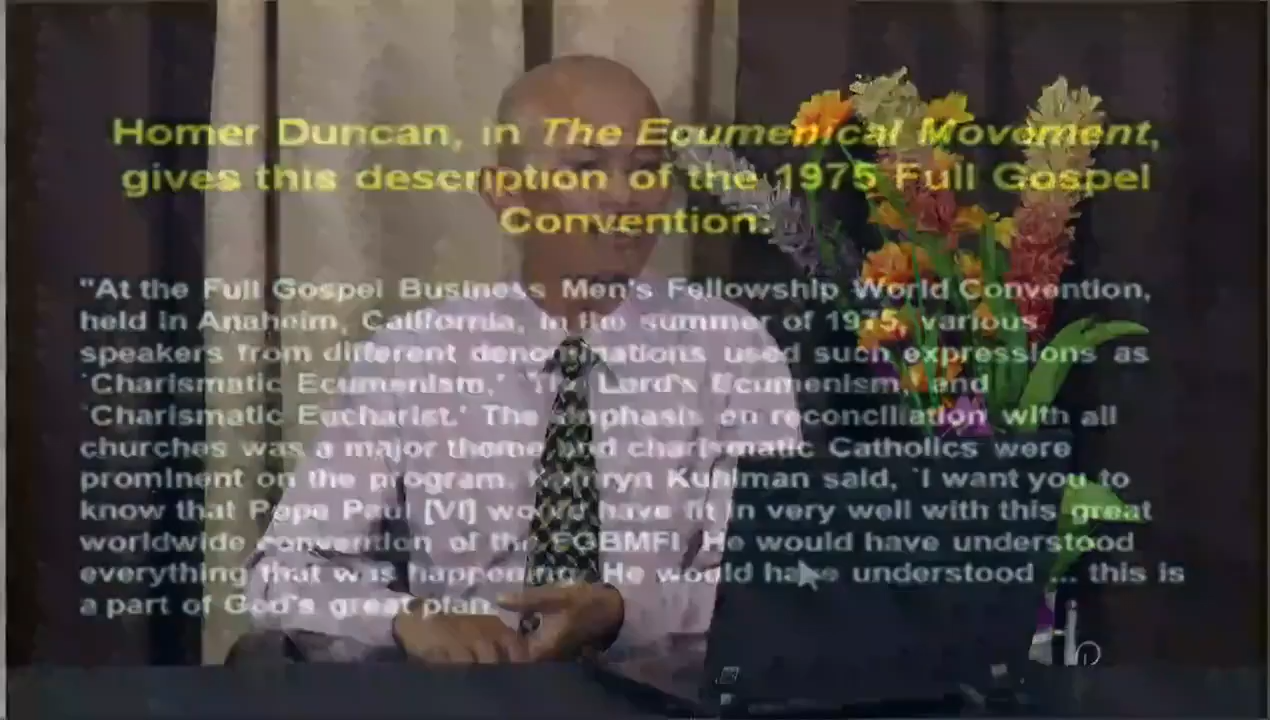 Homer Duncan, in The Ecumenical Movement,
gives this description of the 1975 Full Gospel
Convention:
"At the Full Gospel Business Men's Fellowship World Convention,
held in Anaheim, California, in the summer of 1975, various
speakers from different denominations used such expressions as
`Charismatic Ecumenism,' `The Lord's Ecumenism,' and
`Charismatic Eucharist.' The emphasis on reconciliation with all
churches was a major theme and charismatic Catholics were
prominent on the program. Kathryn Kuhlman said, `I want you to
know that Pope Paul [VI] would have fit in very well with this great
worldwide convention of the FGBMFI. He would have understood
everything that was happening. He would have understood ... this is
a part of God's great plan